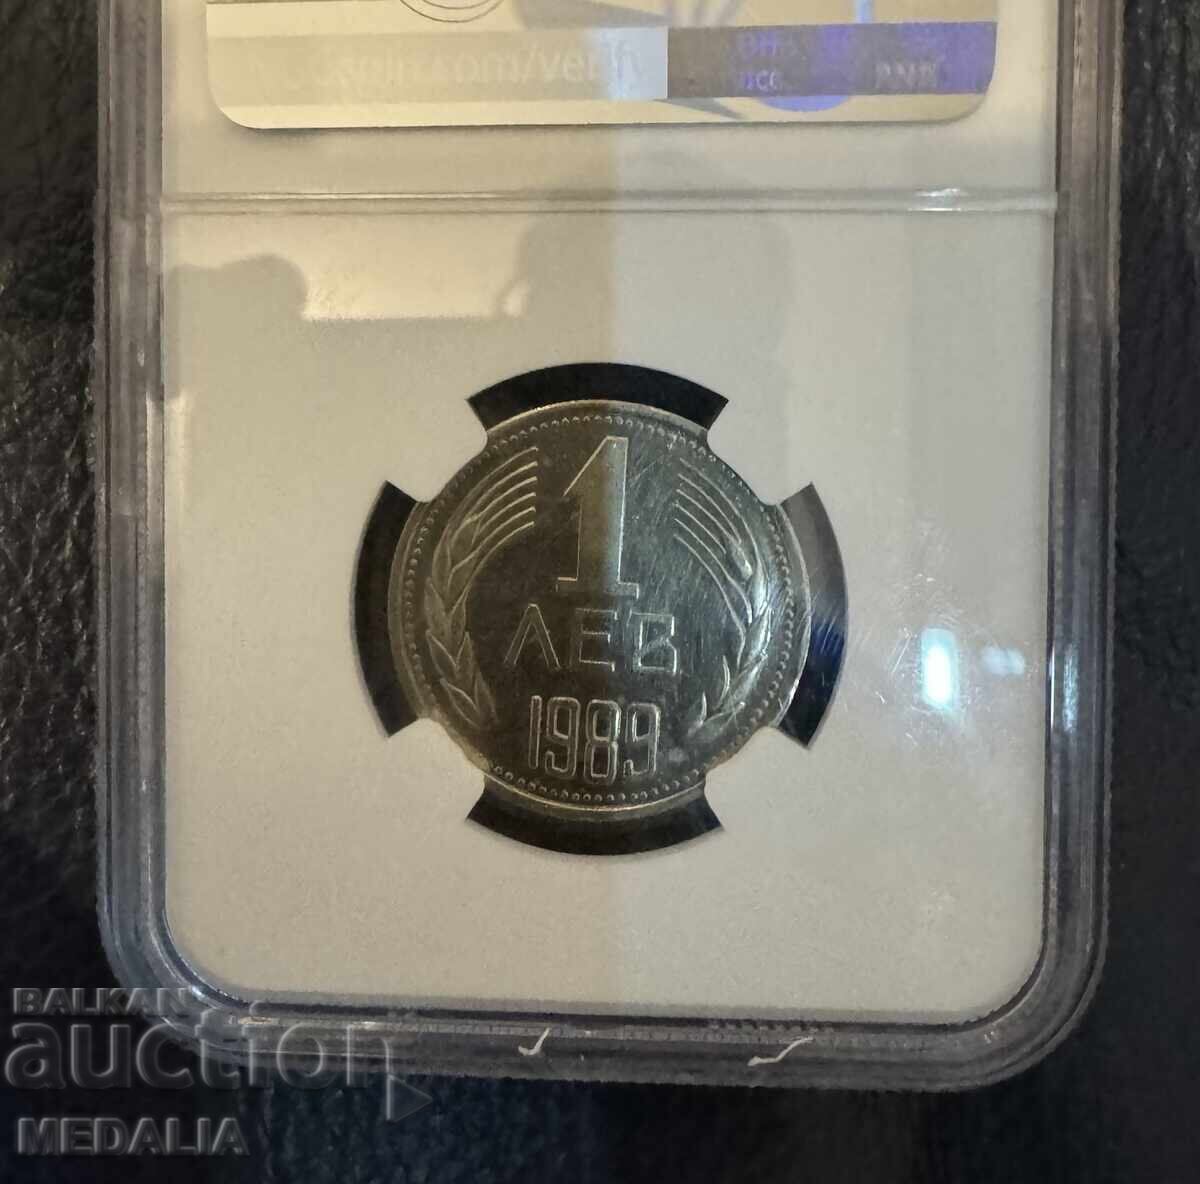 1
ЛЕВ
1989
BALKAN
auction
MEDALIA